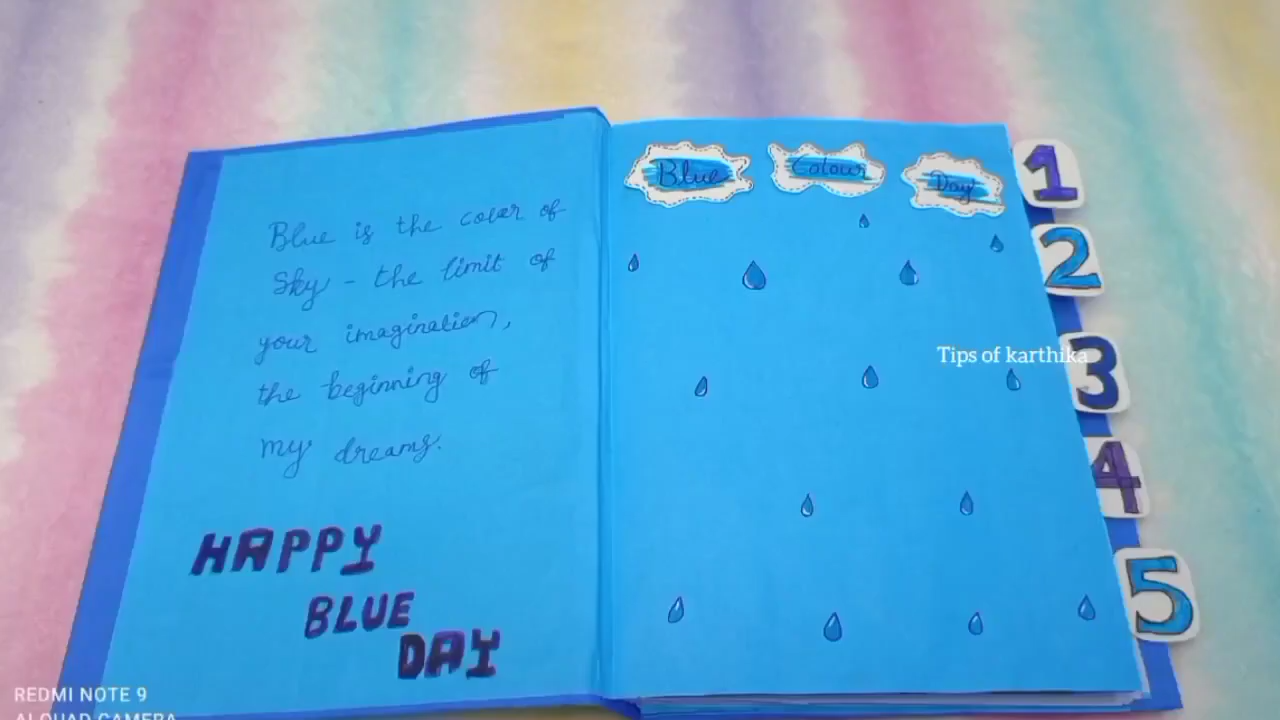 Blue is the color of
Sky - the limit of
your imagination,
the beginning of
my dreams.
HAPPY
BLUE
DAY
Blue Colour Day
1
2
3
4
5
Tips of karthika
REDMI NOTE 9
AI QUAD CAMERA